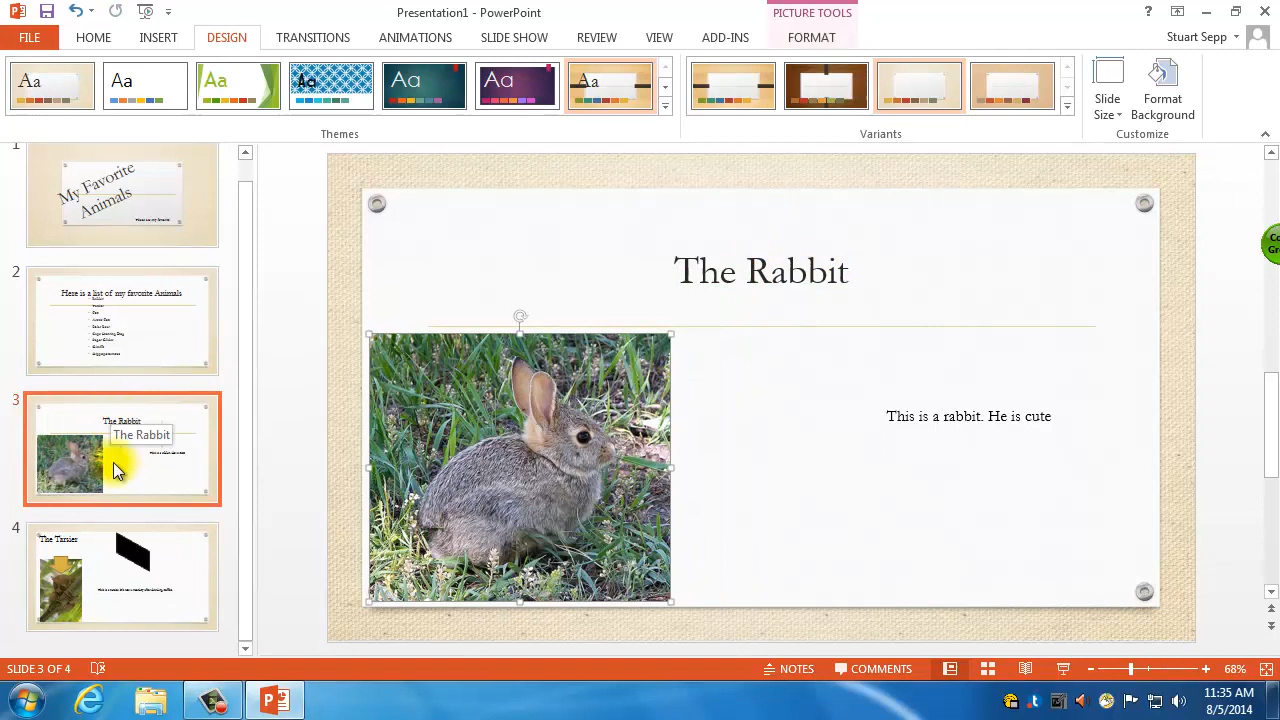 Presentation1 - PowerPoint
PICTURE TOOLS
?
FILE
HOME
INSERT
DESIGN
TRANSITIONS
ANIMATIONS
SLIDE SHOW
REVIEW
VIEW
ADD-INS
FORMAT
Stuart Sepp
Aa
Aa
Aa
Aa
Aa
Aa
Aa
Slide
Size
Format
Background
Themes
Variants
Customize
1
My Favorite
Animals
2
Here is a list of my favorite Animals
3
The Rabbit
The Rabbit
4
The Tarsier
The Rabbit
This is a rabbit. He is cute
SLIDE 3 OF 4
NOTES
COMMENTS
68%
11:35 AM
8/5/2014